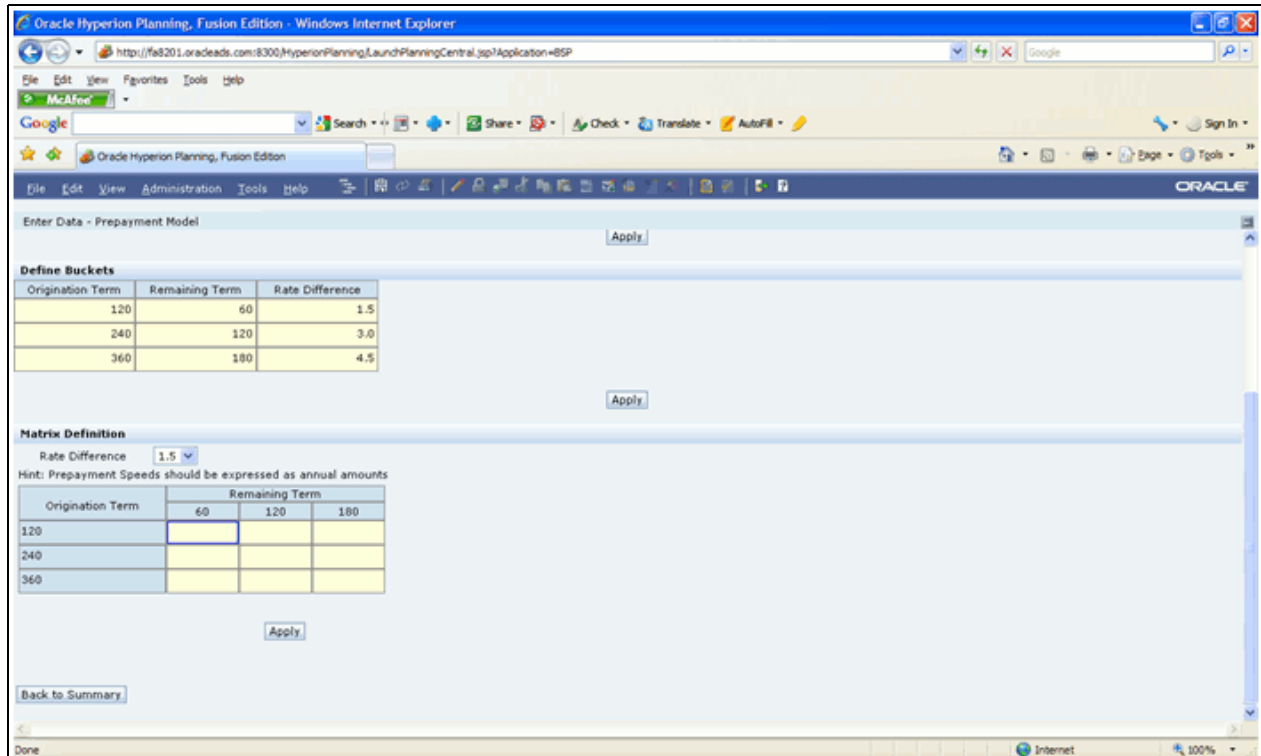 Oracle Hyperion Planning, Fusion Edition - Windows Internet Explorer
http://fa8201.oracleads.com:8300/HyperionPlanning/LaunchPlanningCentral.jsp?Application=BSP
Google
File Edit View Favorites Tools Help
McAfee
Google Search Share Check Translate AutoFill Sign In
Oracle Hyperion Planning, Fusion Edition Page Tools
File Edit View Administration Tools Help ORACLE
Enter Data - Prepayment Model
Apply
Define Buckets
Origination Term Remaining Term Rate Difference
120 60 1.5
240 120 3.0
360 180 4.5
Apply
Matrix Definition
Rate Difference 1.5
Hint: Prepayment Speeds should be expressed as annual amounts
Origination Term Remaining Term
60 120 180
120
240
360
Apply
Back to Summary
Done Internet 100%